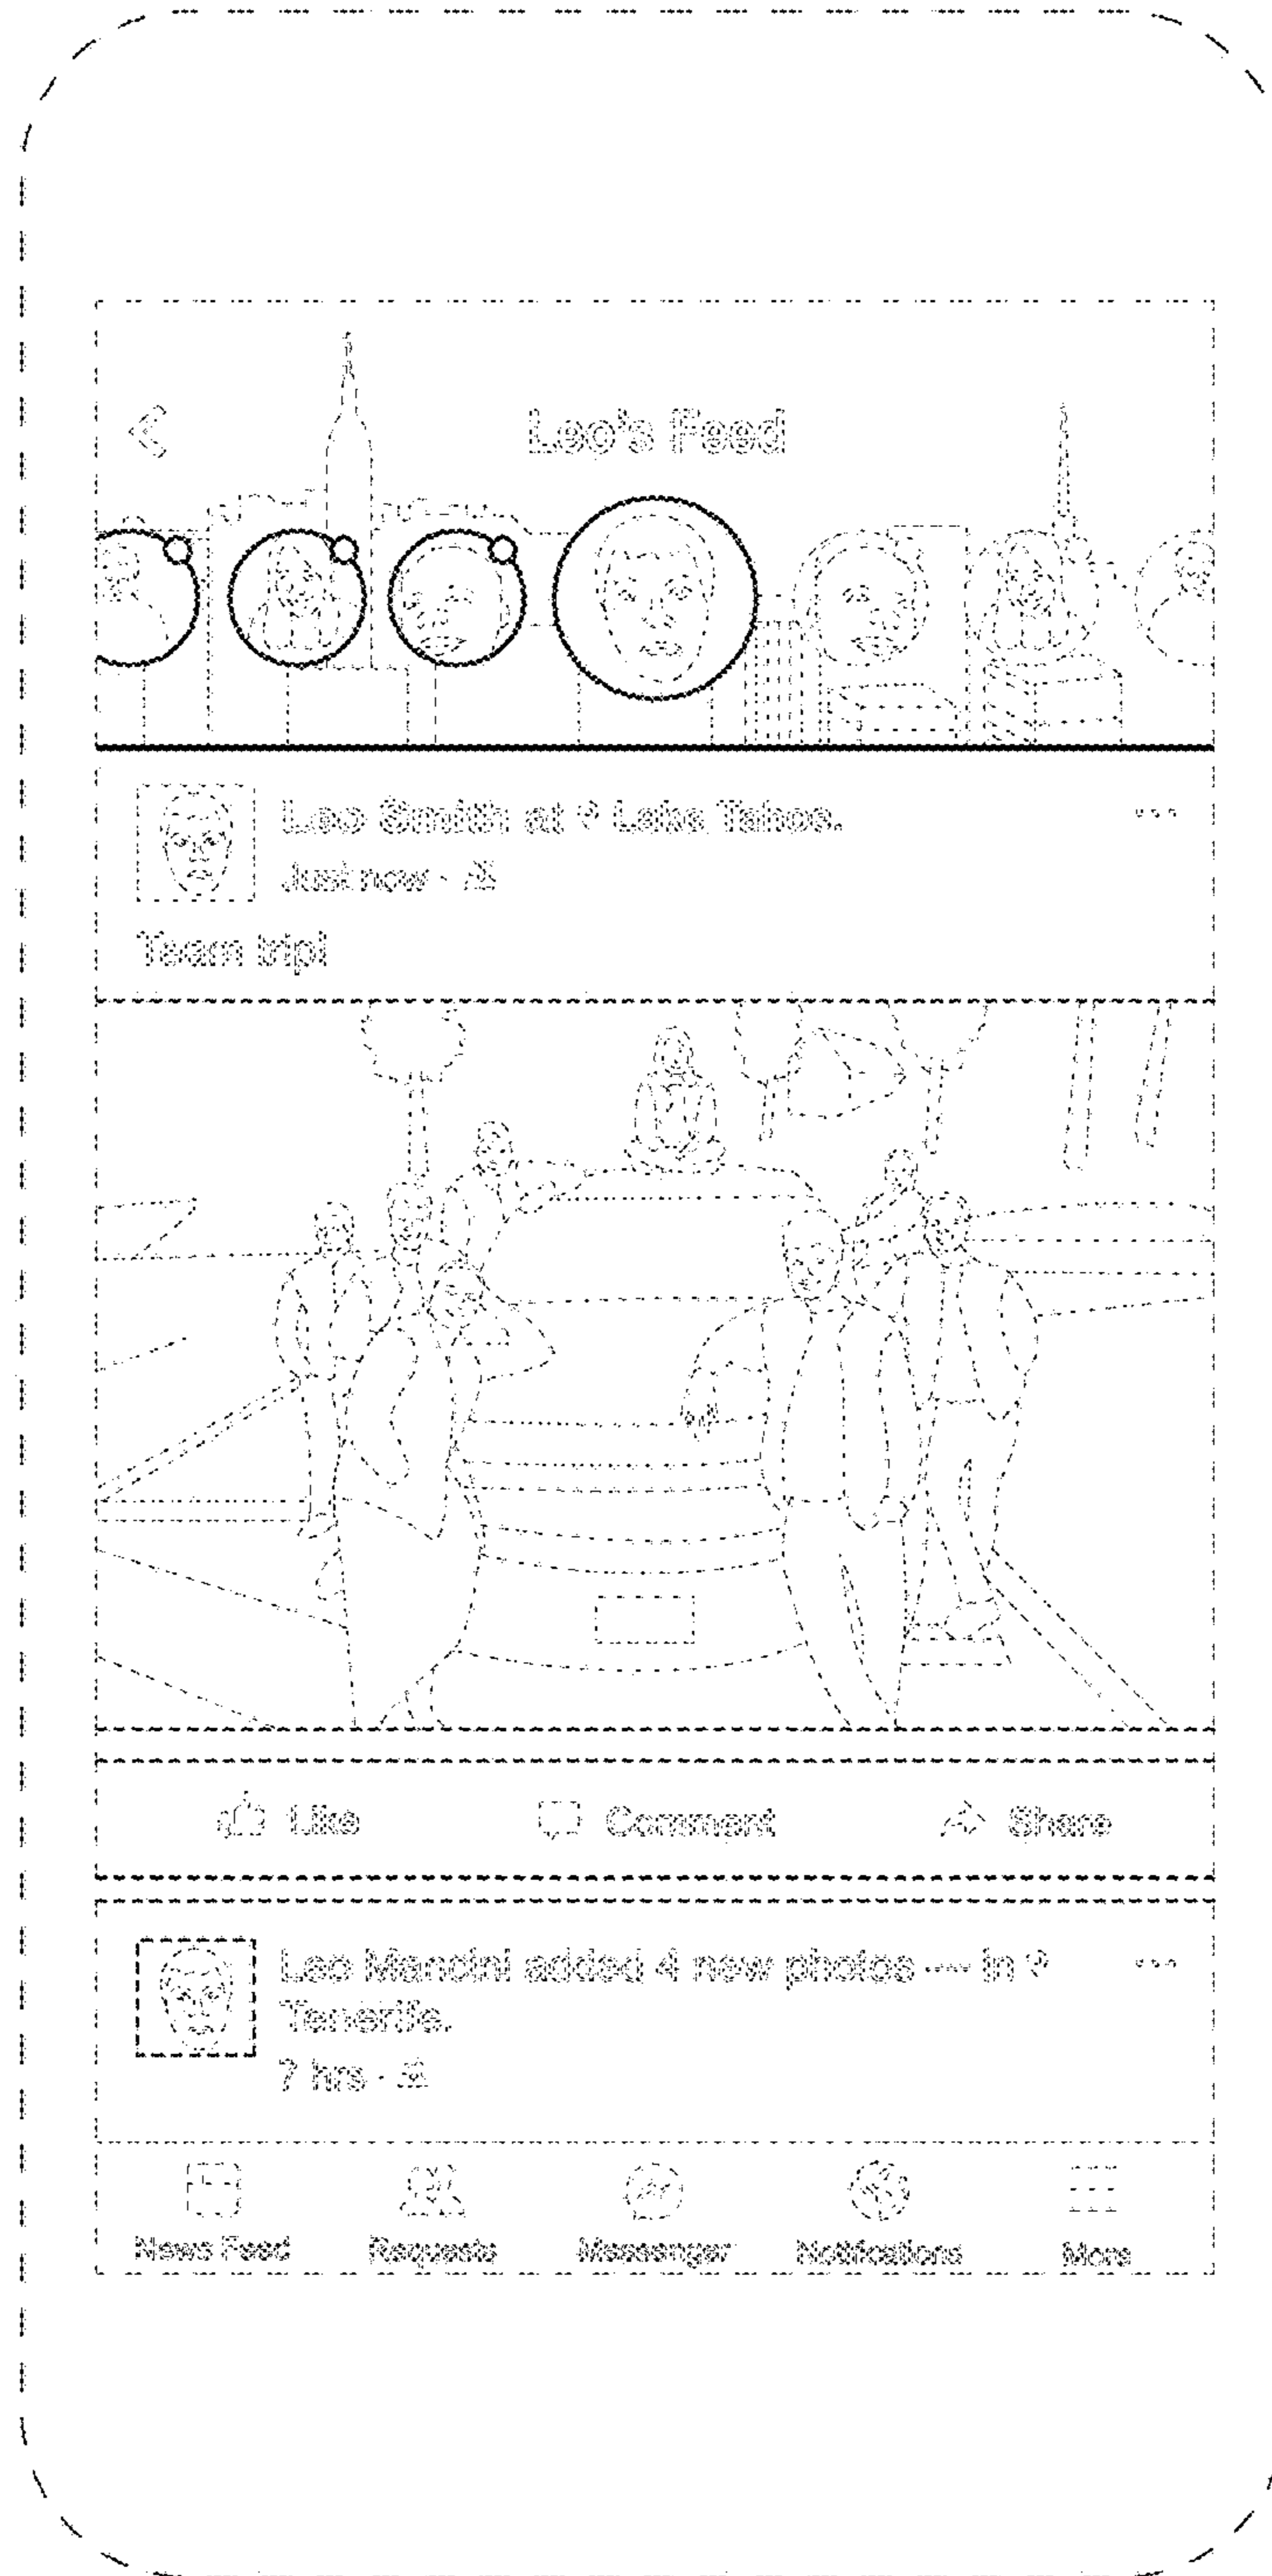 Leo's Feed
Leo Smith at Lake Tahoe.
Just now ·
Team trip!
Like Comment Share
Leo Mancini added 4 new photos — in
Tenerife.
7 hrs ·
News Feed Requests Messenger Notifications More